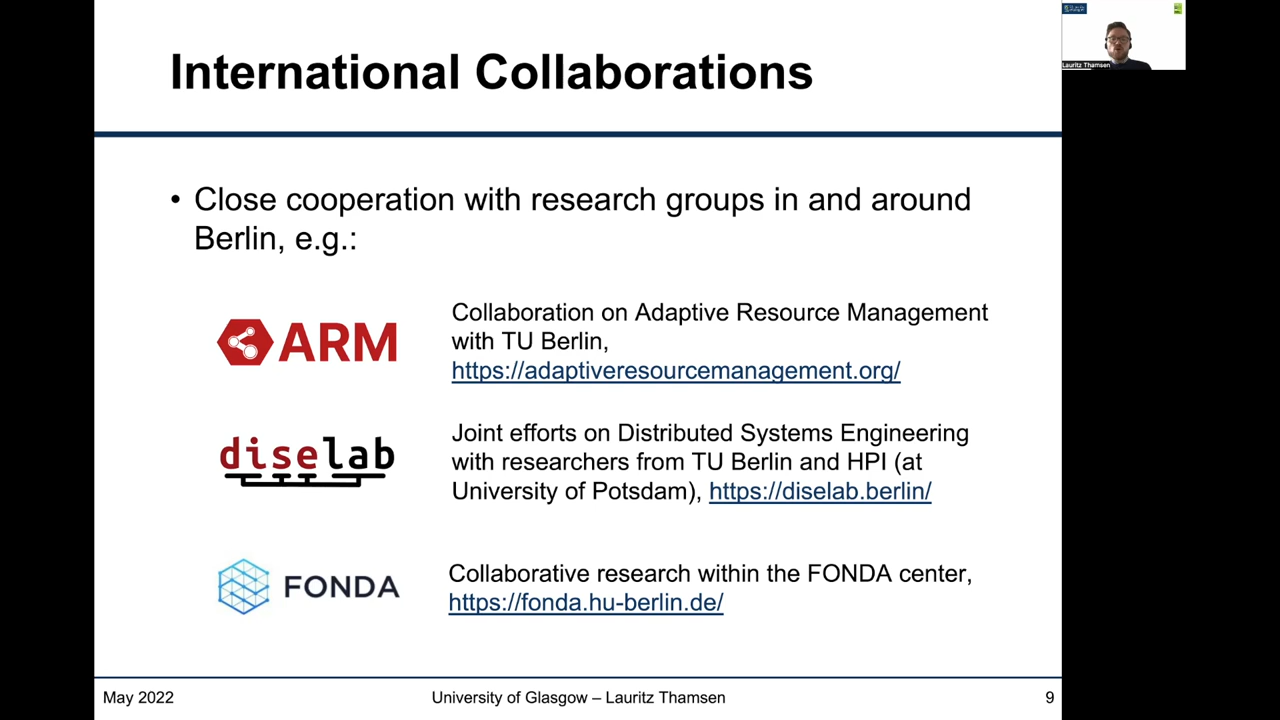 International Collaborations
Lauritz Thamsen
• Close cooperation with research groups in and around
Berlin, e.g.:
ARM
Collaboration on Adaptive Resource Management
with TU Berlin,
https://adaptiveresourcemanagement.org/
diselab
Joint efforts on Distributed Systems Engineering
with researchers from TU Berlin and HPI (at
University of Potsdam), https://diselab.berlin/
FONDA
Collaborative research within the FONDA center,
https://fonda.hu-berlin.de/
May 2022
University of Glasgow – Lauritz Thamsen
9